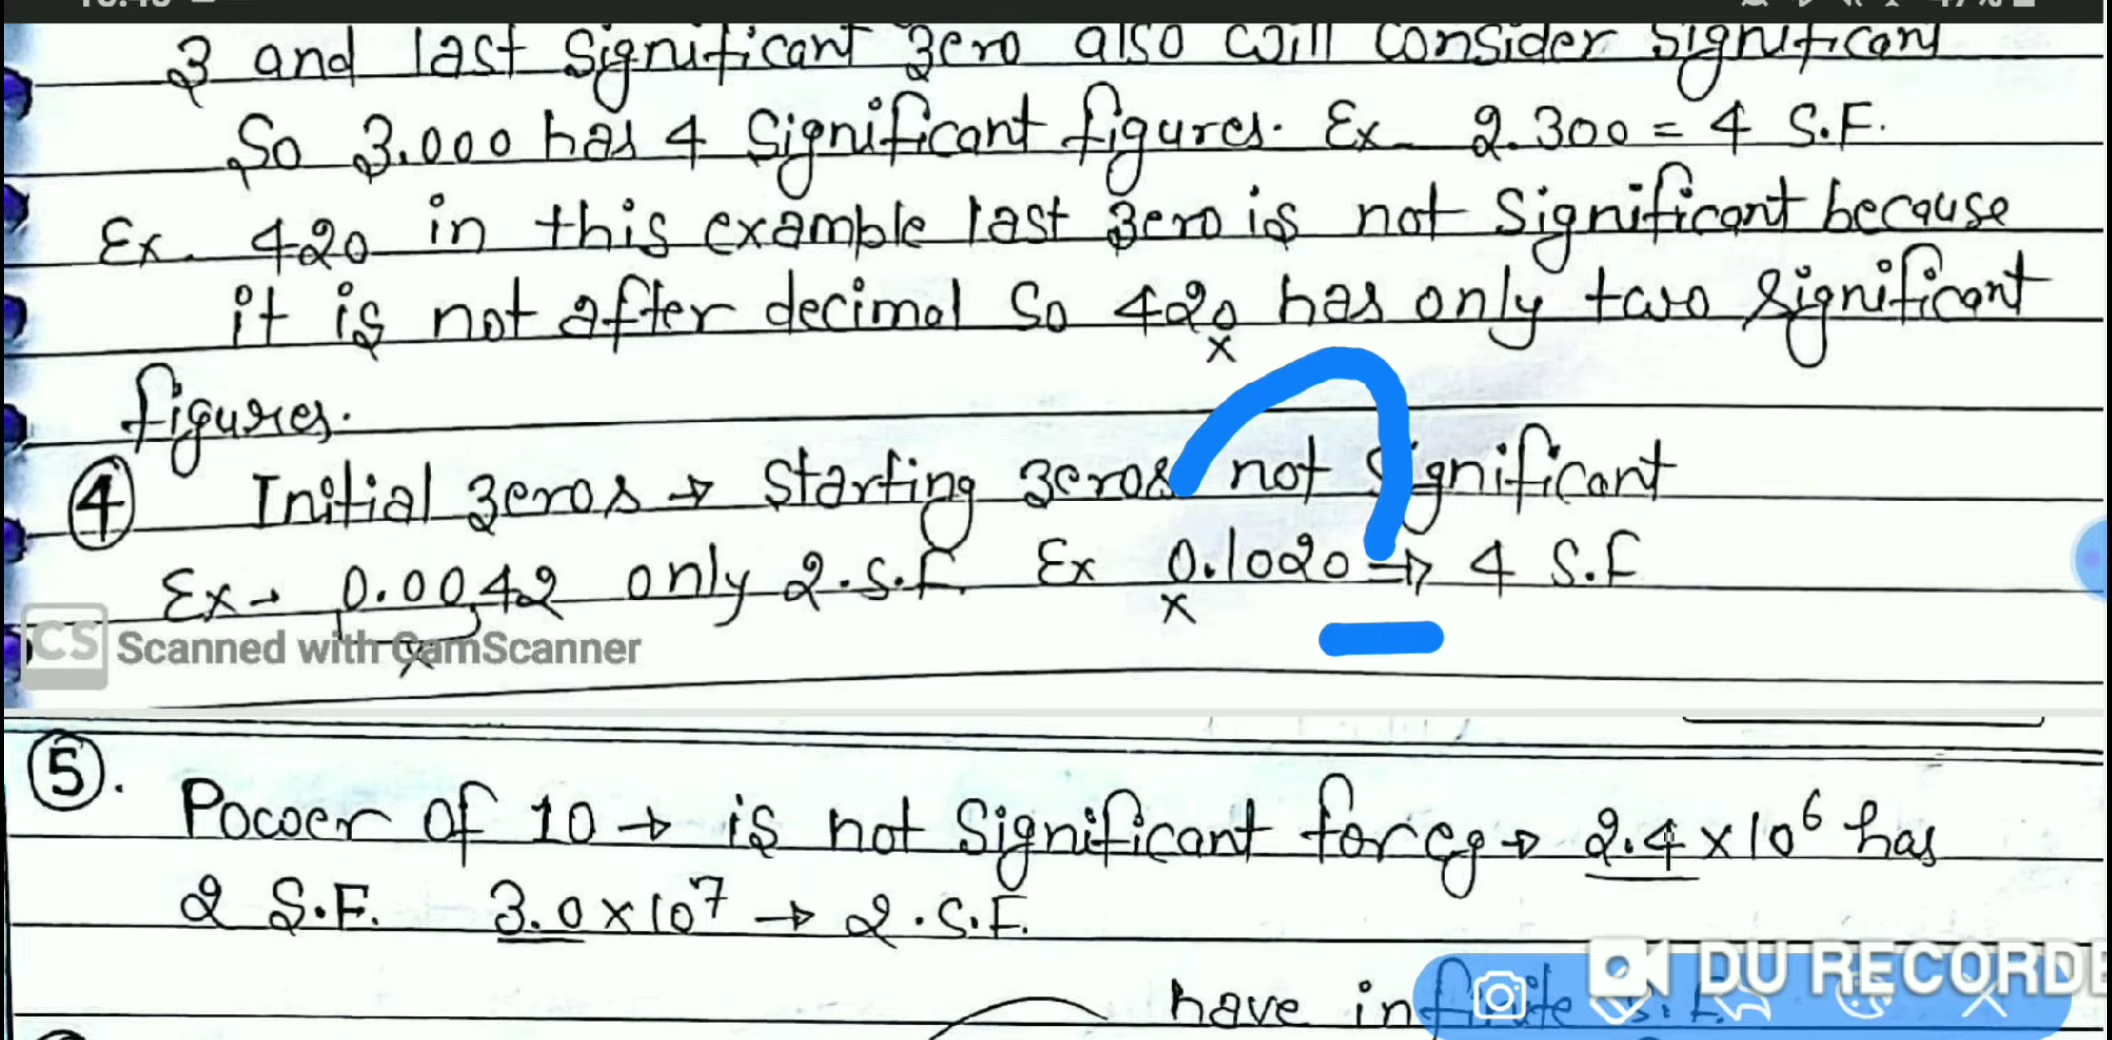 3 and last significant zero also will consider significant
So 3.000 has 4 Significant figures. Ex 2.300 = 4 S.F.
Ex. 420 in this example last zero is not significant because
it is not after decimal So 420 has only two significant
x
figures.
④ Initial zeros → starting zeros not significant
Ex → 0.0042 only 2.S.F. Ex 0.1020 ⇒ 4 S.F
x
x
CS Scanned with CamScanner
⑤. Power of 10 → is not significant for eg → 2.4 × 10⁶ has
2 S.F. 3.0 × 10⁷ → 2.S.F.
DU RECORDE
have infinite S.F.